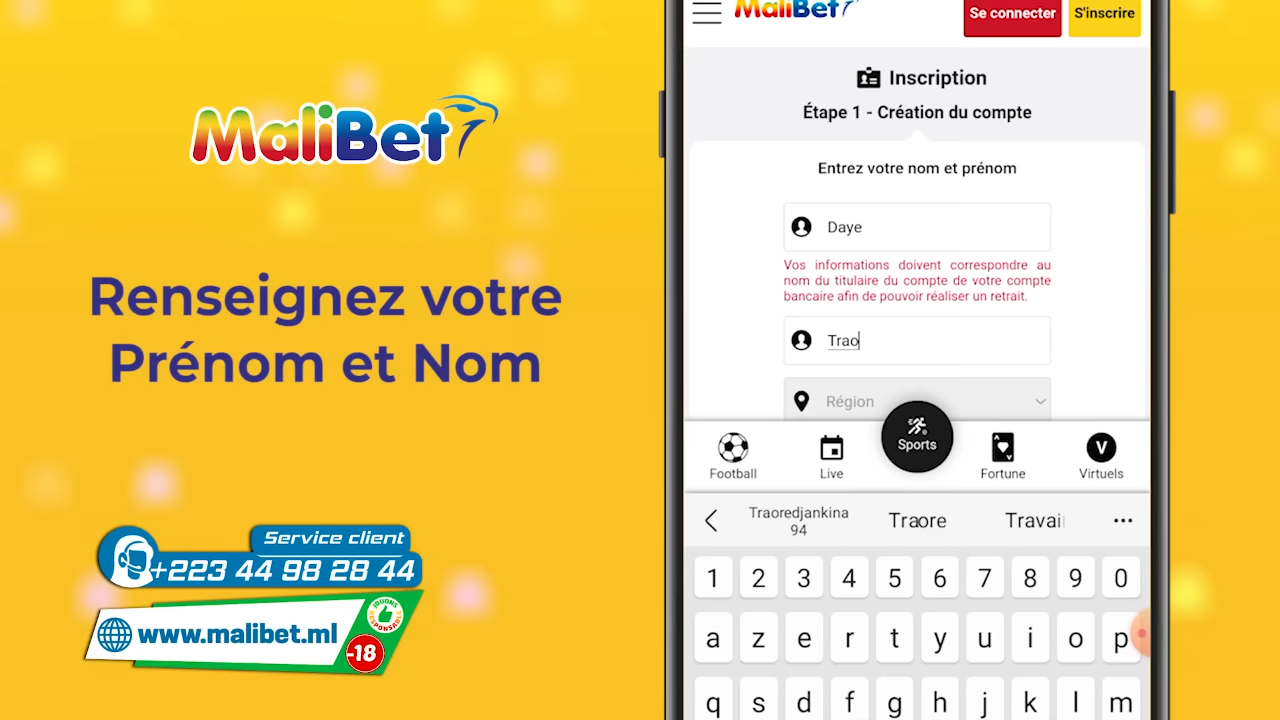 MaliBet
Renseignez votre
Prénom et Nom
Service client
+223 44 98 28 44
www.malibet.ml
JOUONS
RESPONSABLE
-18
MaliBet
Se connecter
S'inscrire
Inscription
Étape 1 - Création du compte
Entrez votre nom et prénom
Daye
Vos informations doivent correspondre au
nom du titulaire du compte de votre compte
bancaire afin de pouvoir réaliser un retrait.
Trao
Région
Sports
Football
Live
Fortune
Virtuels
Traoredjankina
94
Traore
Travai
1 2 3 4 5 6 7 8 9 0
a z e r t y u i o p
q s d f g h j k l m